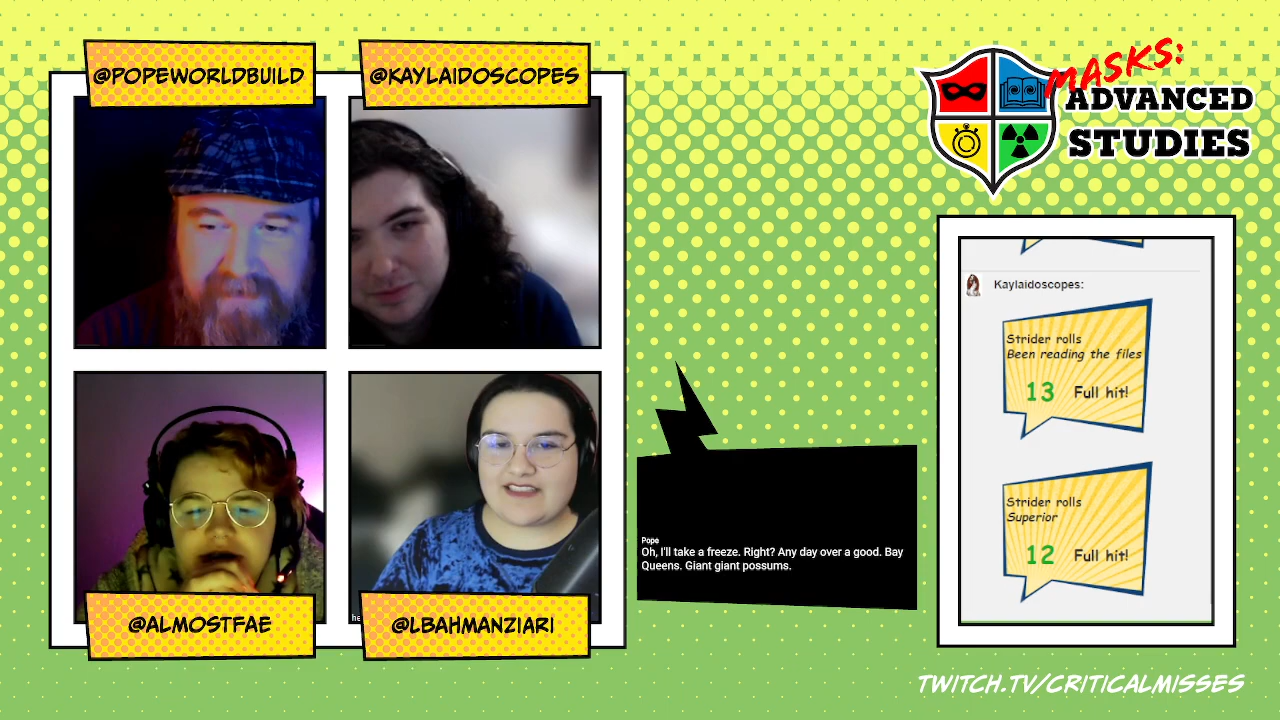 @POPEWORLDBUILD
@KAYLAIDOSCOPES
MASKS:
ADVANCED
STUDIES
Kaylaidoscopes:
Strider rolls
Been reading the files
13 Full hit!
Strider rolls
Superior
12 Full hit!
Pope
Oh, I'll take a freeze. Right? Any day over a good. Bay
Queens. Giant giant possums.
he
@ALMOSTFAE
@LBAHMANZIARI
TWITCH.TV/CRITICALMISSES